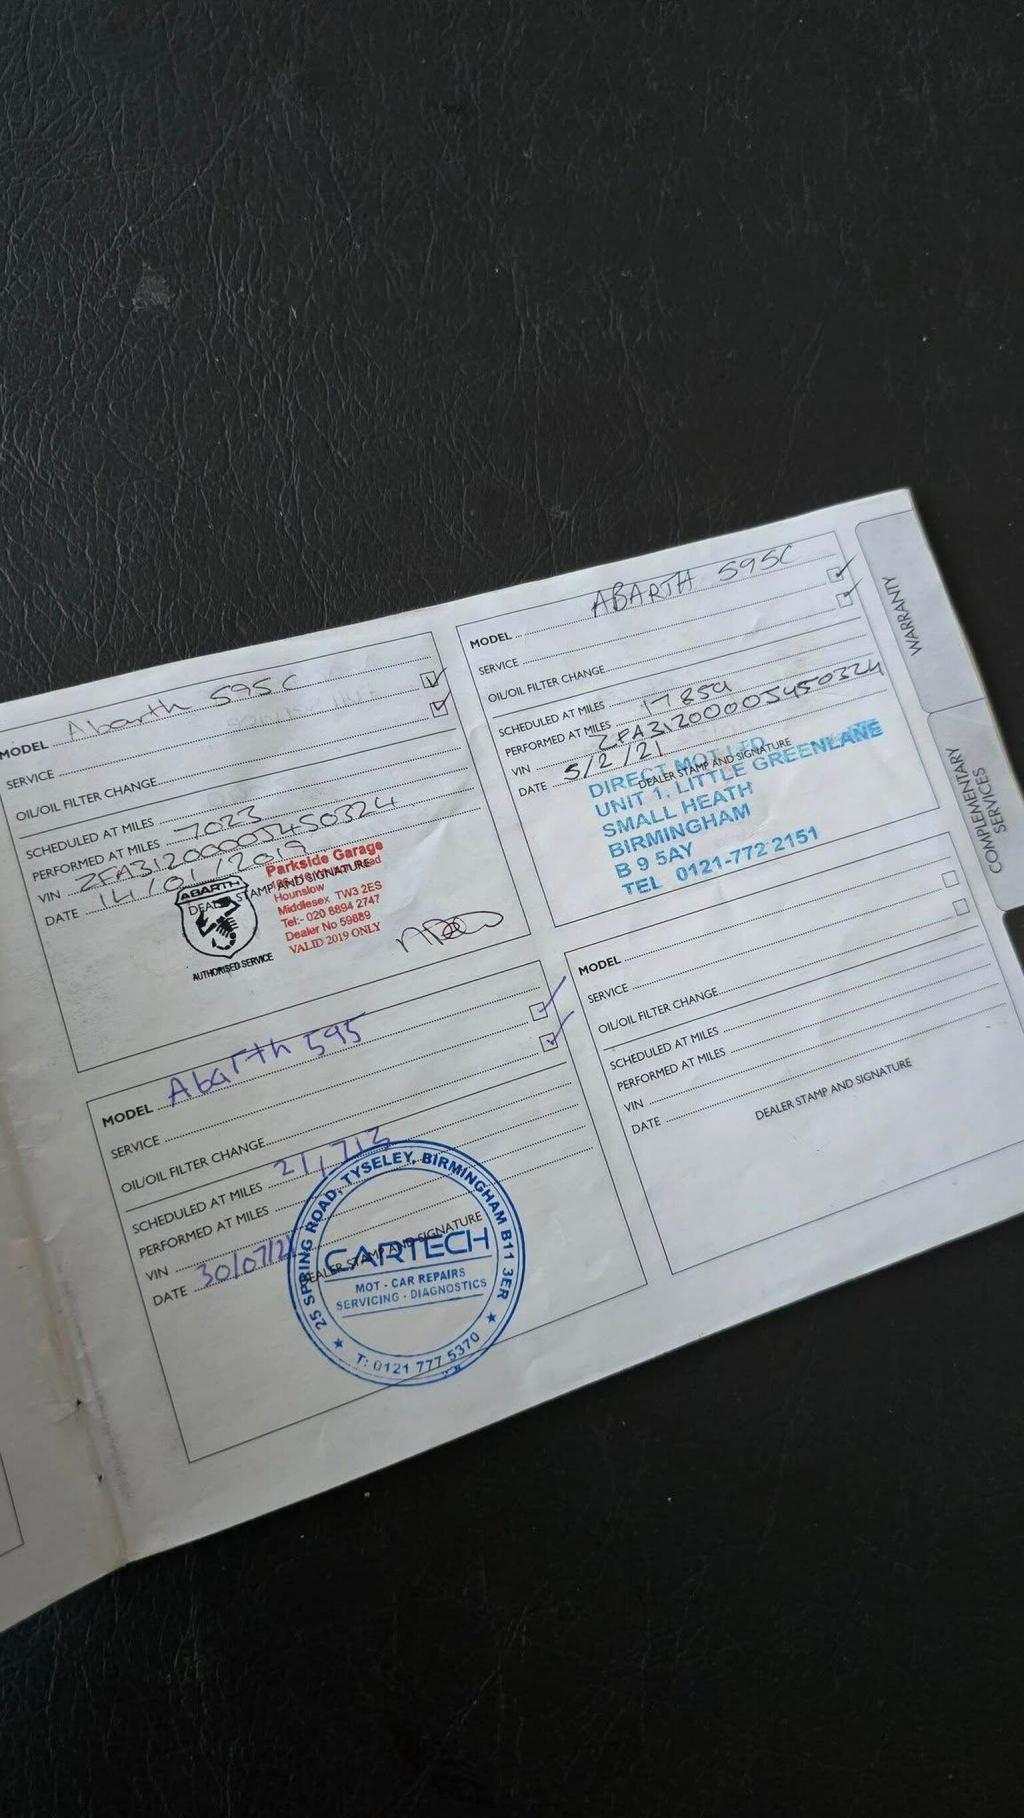 MODEL Abarth 595C
SERVICE
OIL/OIL FILTER CHANGE
SCHEDULED AT MILES
PERFORMED AT MILES 7023
VIN ZFA31200005450324
DATE 14/01/2019
DEALER STAMP AND SIGNATURE
ABARTH
AUTHORISED SERVICE
Parkside Garage
Hounslow
Middlesex TW3 2ES
Tel:- 020 8894 2747
Dealer No 59889
VALID 2019 ONLY
MODEL ABARTH 595C
SERVICE
OIL/OIL FILTER CHANGE
SCHEDULED AT MILES
PERFORMED AT MILES 17859
VIN ZFA31200005450324
DATE 5/2/21
DEALER STAMP AND SIGNATURE
DIRECT MOT LTD
UNIT 1, LITTLE GREENLANE
SMALL HEATH
BIRMINGHAM
B 9 5AY
TEL 0121-772 2151
MODEL Abarth 595
SERVICE
OIL/OIL FILTER CHANGE
SCHEDULED AT MILES 21,713
PERFORMED AT MILES
VIN
DATE 30/07/2
DEALER STAMP AND SIGNATURE
25 SPRING ROAD, TYSELEY, BIRMINGHAM B11 3ER
CARTECH
MOT - CAR REPAIRS
SERVICING - DIAGNOSTICS
T: 0121 777 5370
MODEL
SERVICE
OIL/OIL FILTER CHANGE
SCHEDULED AT MILES
PERFORMED AT MILES
VIN
DATE
DEALER STAMP AND SIGNATURE
WARRANTY
COMPLEMENTARY
SERVICES